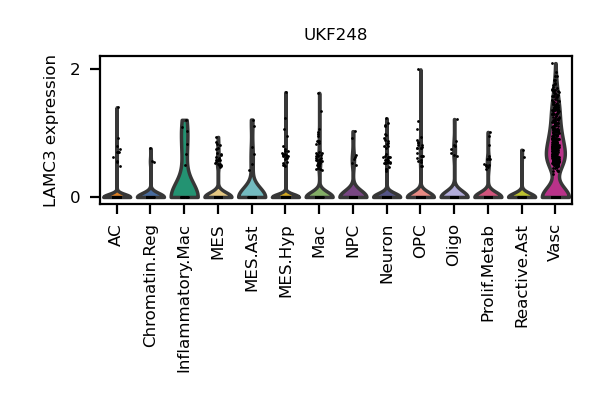 UKF248
LAMC3 expression
2
0
AC
Chromatin.Reg
Inflammatory.Mac
MES
MES.Ast
MES.Hyp
Mac
NPC
Neuron
OPC
Oligo
Prolif.Metab
Reactive.Ast
Vasc